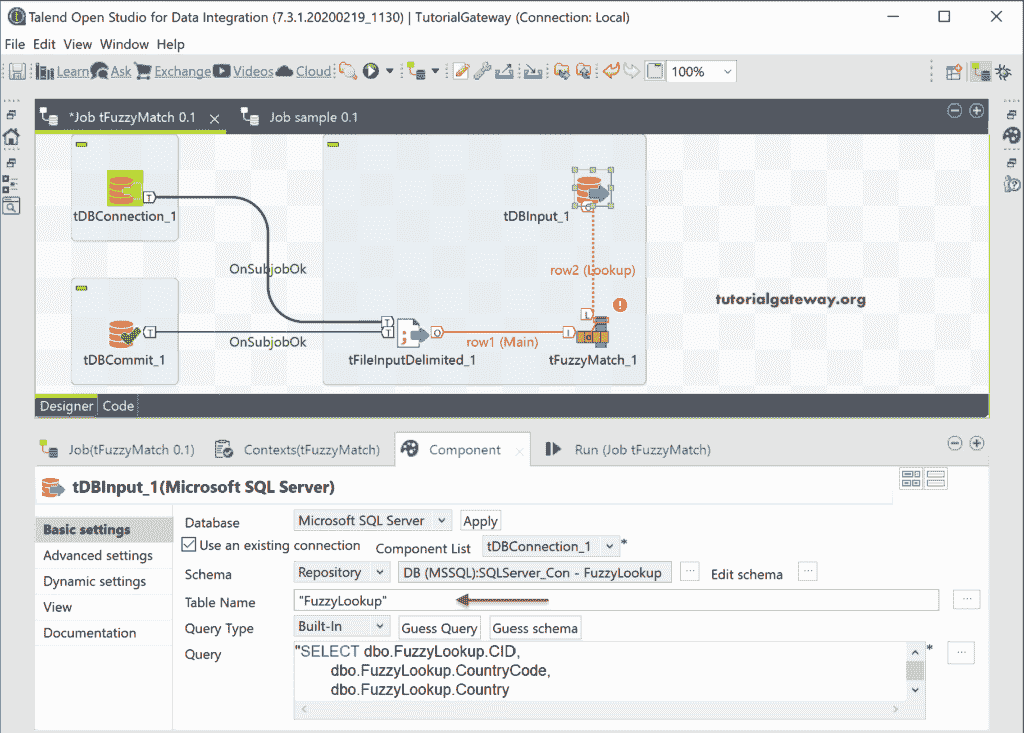 Talend Open Studio for Data Integration (7.3.1.20200219_1130) | TutorialGateway (Connection: Local)
File Edit View Window Help
Learn Ask Exchange Videos Cloud 100%
*Job tFuzzyMatch 0.1 Job sample 0.1
T
tDBConnection_1
tDBInput_1
OnSubjobOk
row2 (Lookup)
tutorialgateway.org
L
T
T T O I
OnSubjobOk
row1 (Main)
tDBCommit_1
tFileInputDelimited_1
tFuzzyMatch_1
Designer Code
Job(tFuzzyMatch 0.1) Contexts(tFuzzyMatch) Component Run (Job tFuzzyMatch)
tDBInput_1(Microsoft SQL Server)
Basic settings
Advanced settings
Dynamic settings
View
Documentation
Database Microsoft SQL Server Apply
Use an existing connection Component List tDBConnection_1 *
Schema Repository DB (MSSQL):SQLServer_Con - FuzzyLookup ... Edit schema ...
Table Name "FuzzyLookup" ...
Query Type Built-In Guess Query Guess schema
Query "SELECT dbo.FuzzyLookup.CID, * ...
dbo.FuzzyLookup.CountryCode,
dbo.FuzzyLookup.Country